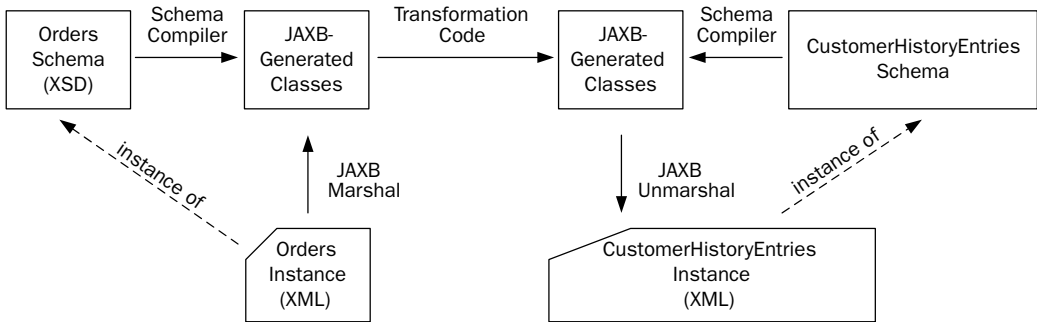 Orders
Schema
(XSD)
Schema
Compiler
JAXB-
Generated
Classes
Transformation
Code
JAXB-
Generated
Classes
Schema
Compiler
CustomerHistoryEntries
Schema
instance of
JAXB
Marshal
JAXB
Unmarshal
instance of
Orders
Instance
(XML)
CustomerHistoryEntries
Instance
(XML)